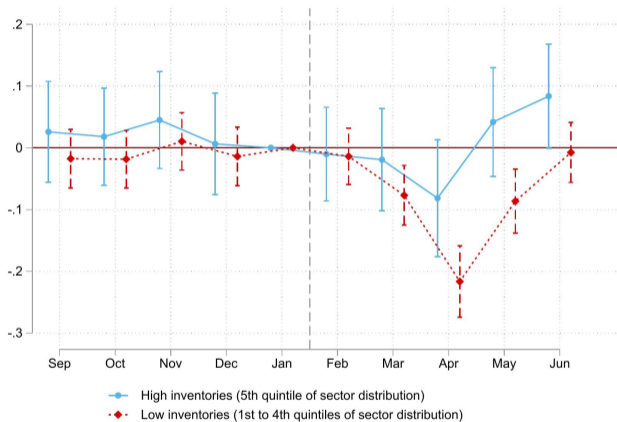 .2
.1
0
-.1
-.2
-.3
Sep Oct Nov Dec Jan Feb Mar Apr May Jun
High inventories (5th quintile of sector distribution)
Low inventories (1st to 4th quintiles of sector distribution)